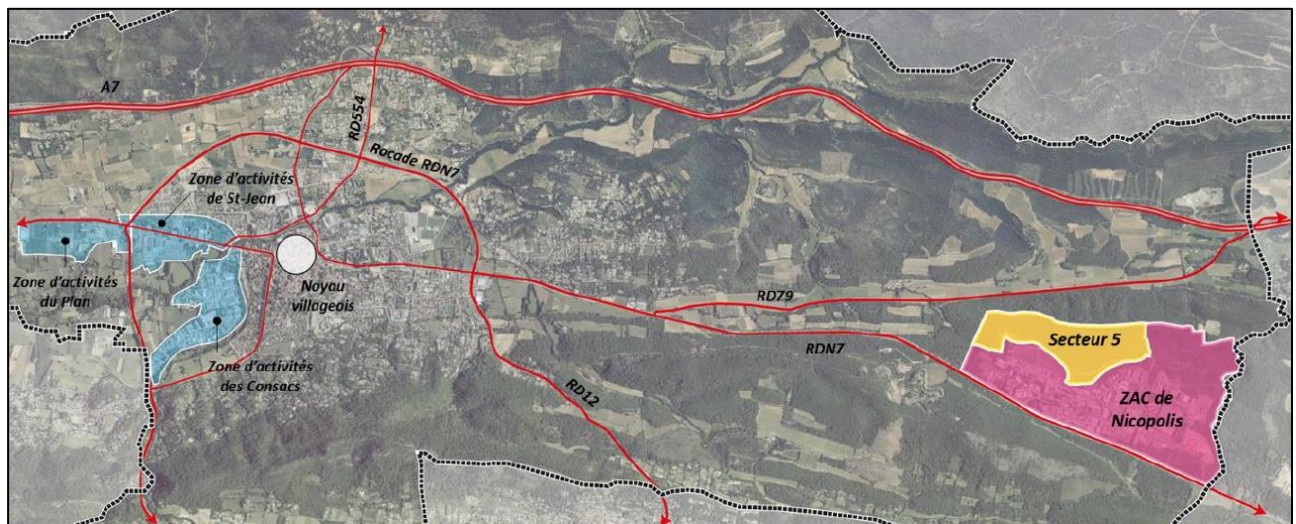 A7
RD554
Rocade RDN7
Zone d'activités
de St-Jean
Zone d'activités
du Plan
Noyau
villageois
Zone d'activités
des Consacs
RD79
RDN7
RD12
Secteur 5
ZAC de
Nicopolis